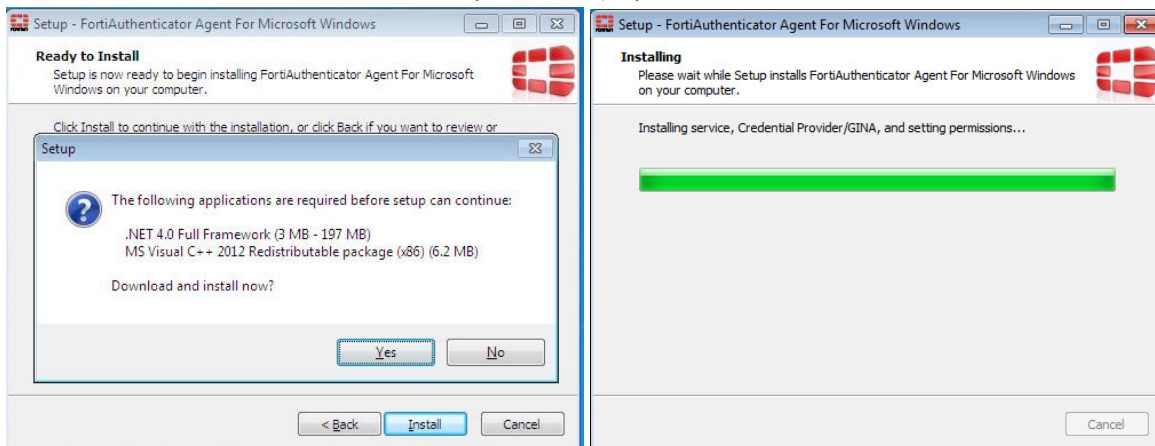 Setup - FortiAuthenticator Agent For Microsoft Windows
Ready to Install
Setup is now ready to begin installing FortiAuthenticator Agent For Microsoft
Windows on your computer.
Click Install to continue with the installation, or click Back if you want to review or
Setup
The following applications are required before setup can continue:
.NET 4.0 Full Framework (3 MB - 197 MB)
MS Visual C++ 2012 Redistributable package (x86) (6.2 MB)
Download and install now?
Yes
No
< Back
Install
Cancel
Setup - FortiAuthenticator Agent For Microsoft Windows
Installing
Please wait while Setup installs FortiAuthenticator Agent For Microsoft Windows
on your computer.
Installing service, Credential Provider/GINA, and setting permissions...
Cancel